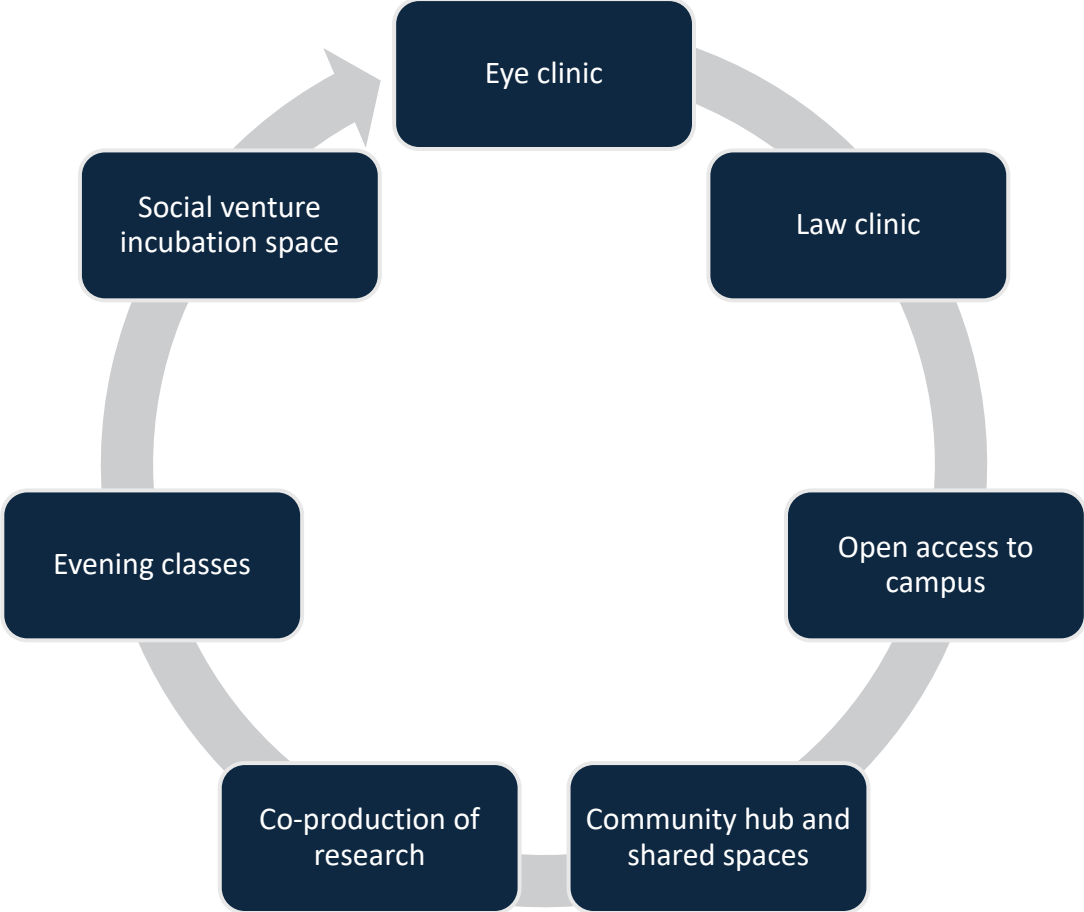 Eye clinic
Law clinic
Open access to
campus
Community hub and
shared spaces
Co-production of
research
Evening classes
Social venture
incubation space